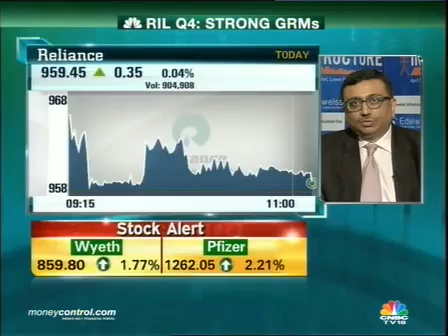 RIL Q4: STRONG GRMs
Reliance TODAY
959.45 0.35 0.04%
Vol: 904,908
968
958
09:15 11:00
Stock Alert
Wyeth Pfizer
859.80 1.77% 1262.05 2.21%
moneycontrol.com
CNBC
TV18